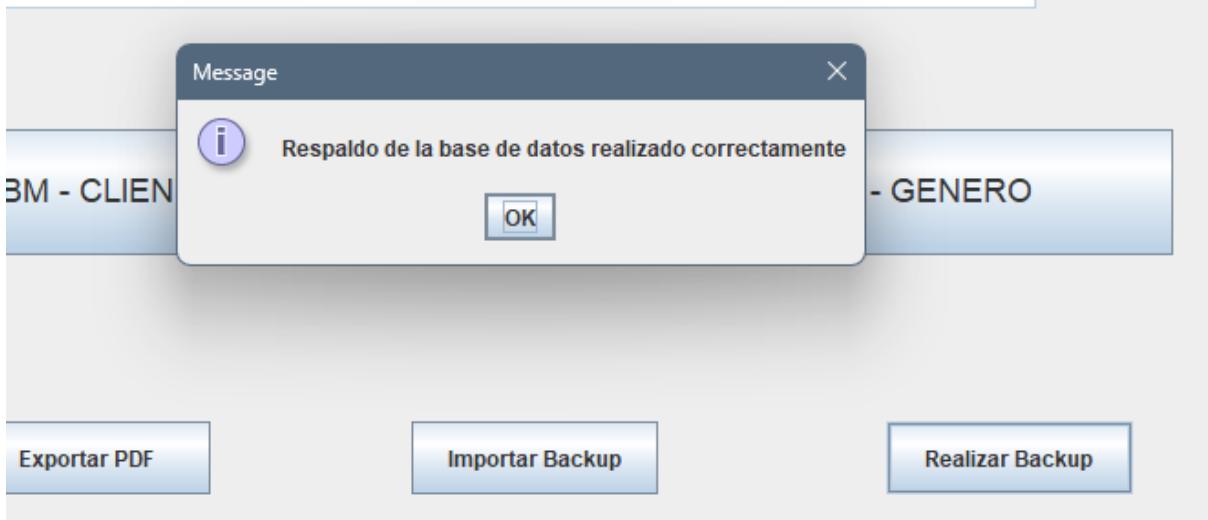 Message
Respaldo de la base de datos realizado correctamente
OK
BM - CLIEN
- GENERO
Exportar PDF
Importar Backup
Realizar Backup